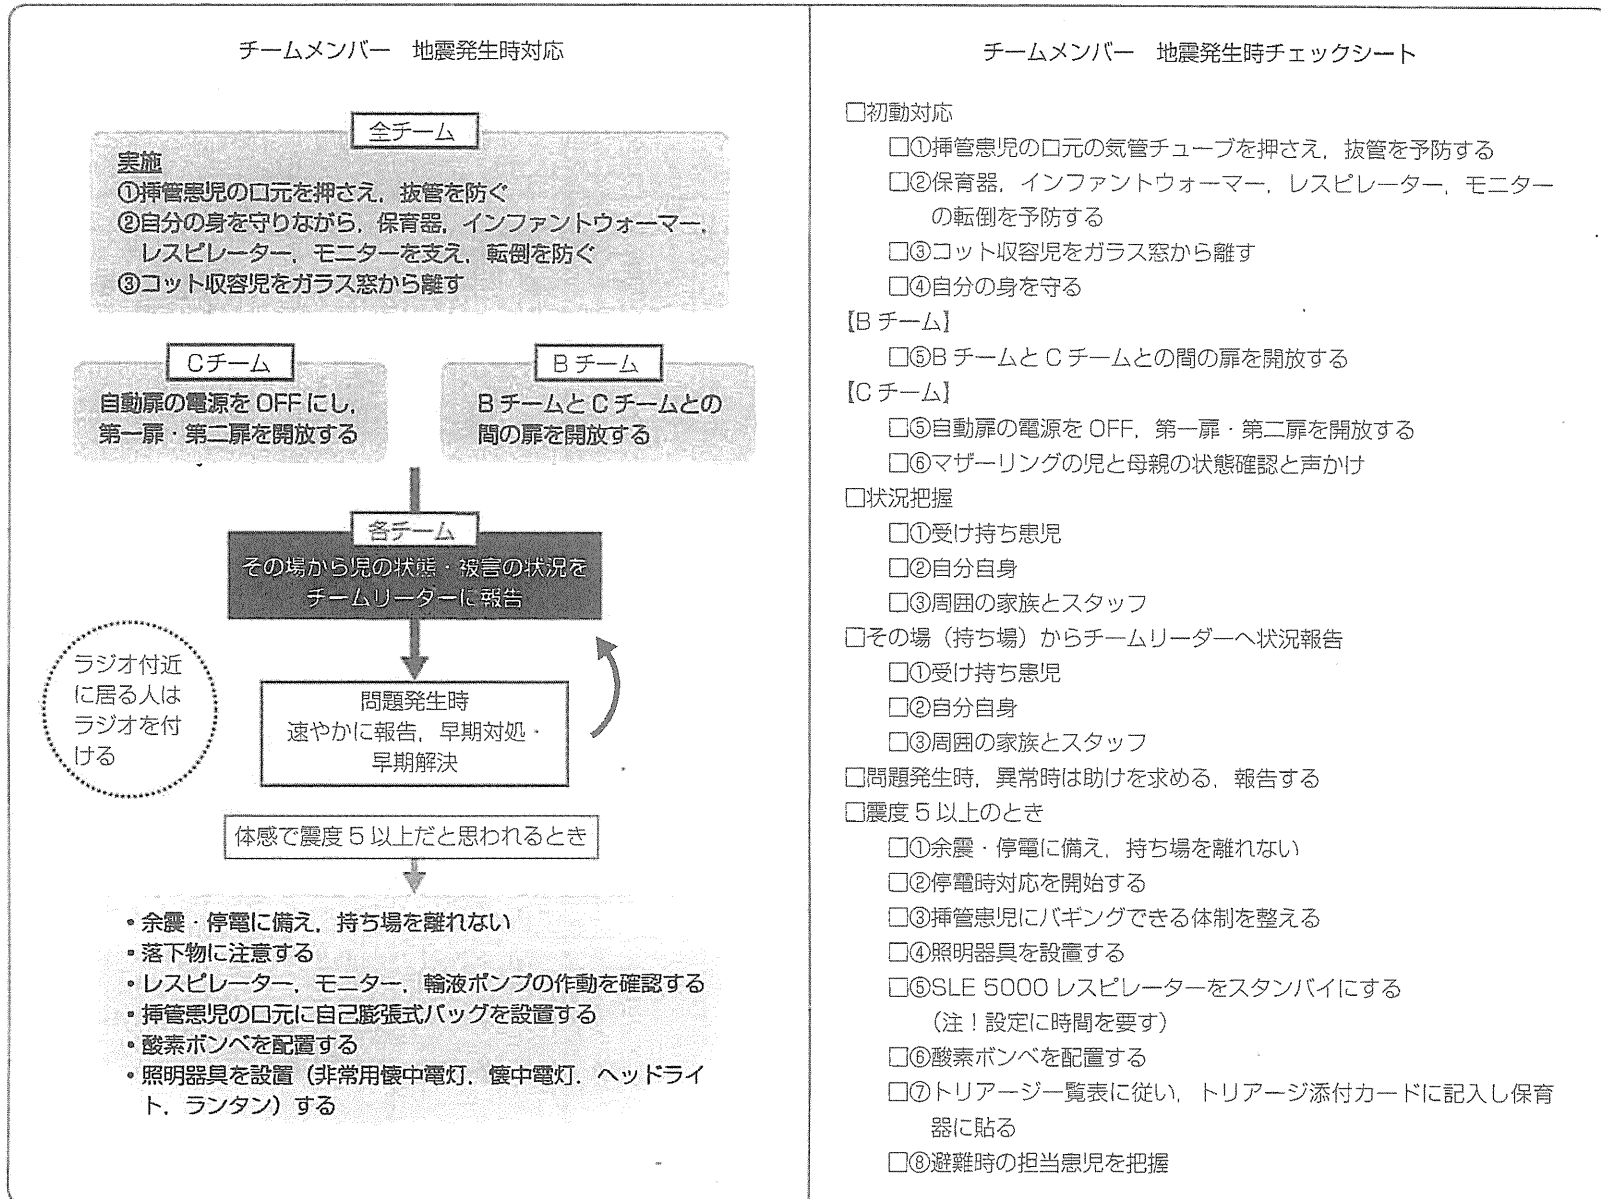 チームメンバー　地震発生時対応
全チーム
実施
①挿管患児の口元を押さえ，抜管を防ぐ
②自分の身を守りながら，保育器，インファントウォーマー，
レスピレーター，モニターを支え，転倒を防ぐ
③コット収容児をガラス窓から離す
Cチーム
自動扉の電源を OFF にし，
第一扉・第二扉を開放する
B チーム
B チームと C チームとの
間の扉を開放する
各チーム
その場から児の状態・被害の状況を
チームリーダーに報告
ラジオ付近
に居る人は
ラジオを付
ける
問題発生時
速やかに報告，早期対処・
早期解決
体感で震度 5 以上だと思われるとき
・余震・停電に備え，持ち場を離れない
・落下物に注意する
・レスピレーター，モニター，輸液ポンプの作動を確認する
・挿管患児の口元に自己膨張式バッグを設置する
・酸素ボンベを配置する
・照明器具を設置（非常用懐中電灯，懐中電灯，ヘッドライ
ト，ランタン）する
チームメンバー　地震発生時チェックシート
□初動対応
□①挿管患児の口元の気管チューブを押さえ，抜管を予防する
□②保育器，インファントウォーマー，レスピレーター，モニター
の転倒を予防する
□③コット収容児をガラス窓から離す
□④自分の身を守る
【B チーム】
□⑤B チームと C チームとの間の扉を開放する
【C チーム】
□⑤自動扉の電源を OFF，第一扉・第二扉を開放する
□⑥マザーリングの児と母親の状態確認と声かけ
□状況把握
□①受け持ち患児
□②自分自身
□③周囲の家族とスタッフ
□その場（持ち場）からチームリーダーへ状況報告
□①受け持ち患児
□②自分自身
□③周囲の家族とスタッフ
□問題発生時，異常時は助けを求める，報告する
□震度 5 以上のとき
□①余震・停電に備え，持ち場を離れない
□②停電時対応を開始する
□③挿管患児にバギングできる体制を整える
□④照明器具を設置する
□⑤SLE 5000 レスピレーターをスタンバイにする
（注！設定に時間を要す）
□⑥酸素ボンベを配置する
□⑦トリアージ一覧表に従い，トリアージ添付カードに記入し保育
器に貼る
□⑧避難時の担当患児を把握